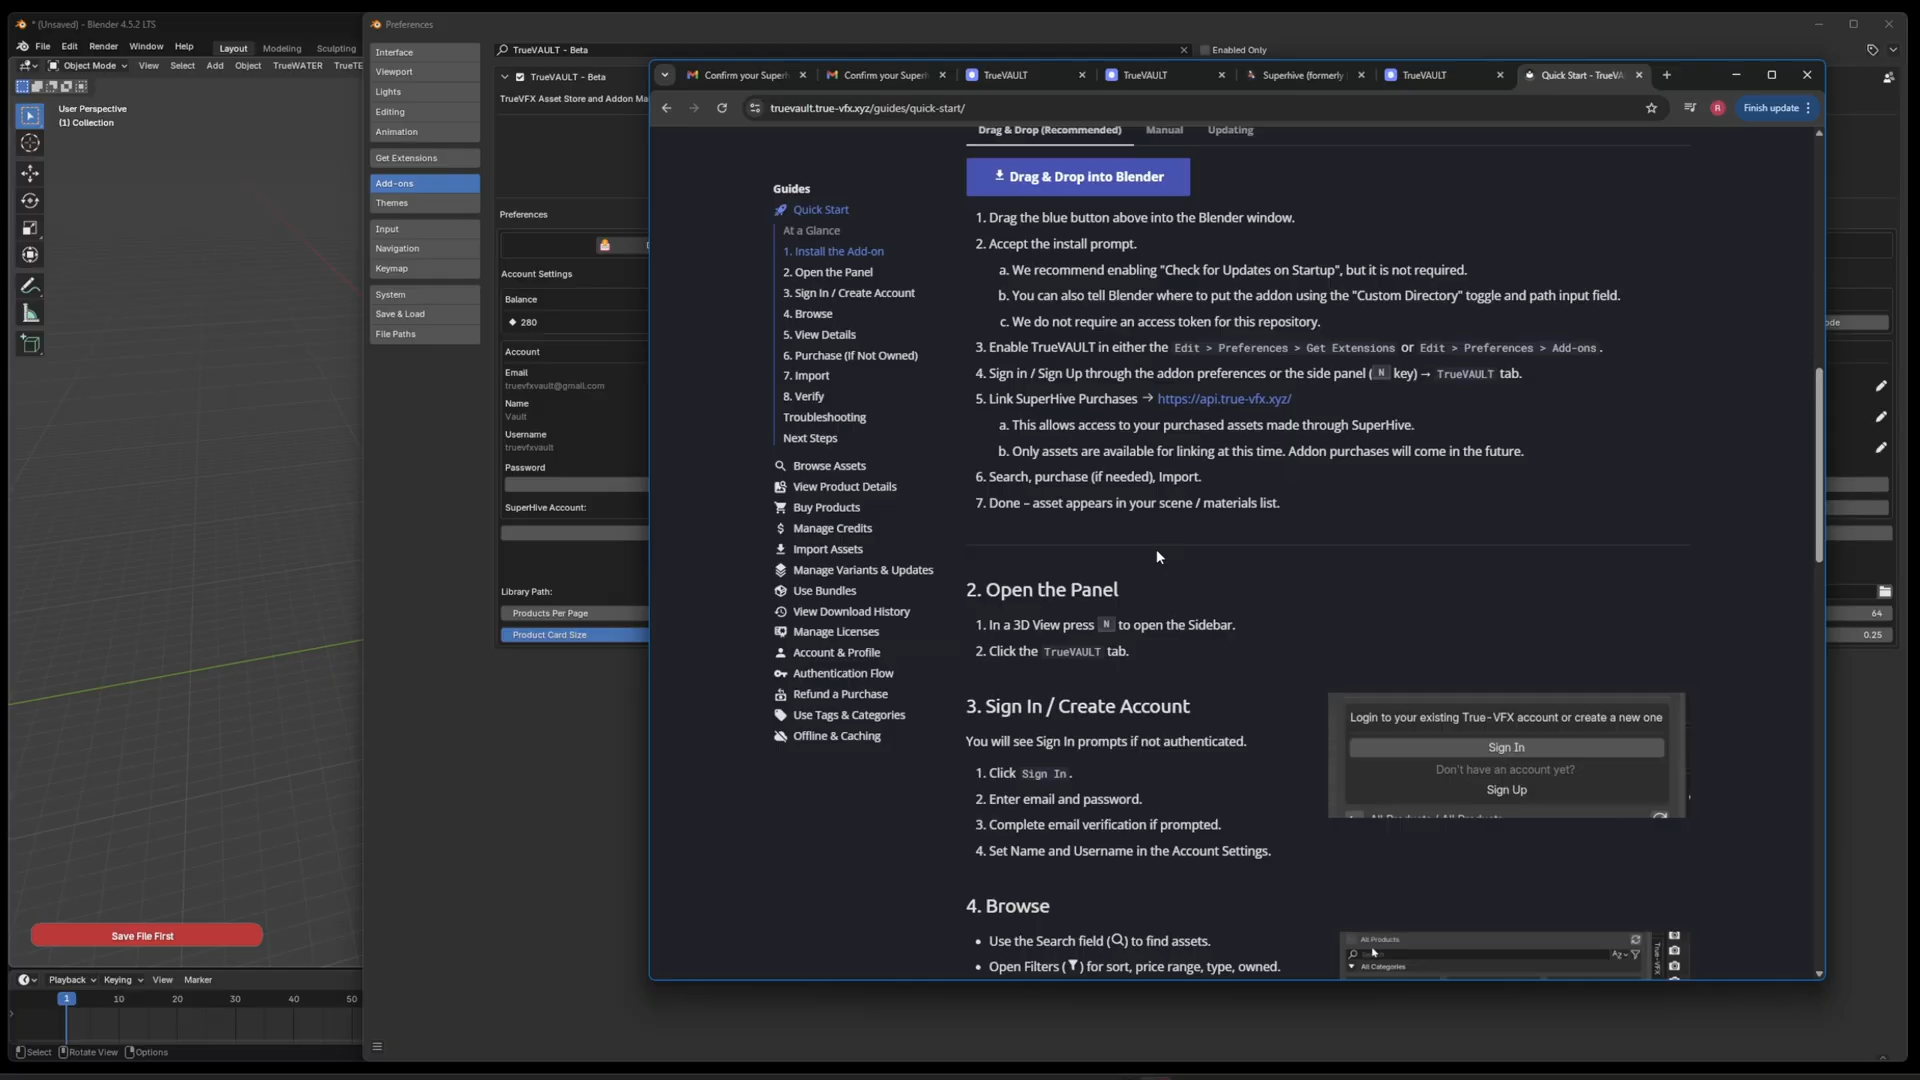 * (Unsaved) - Blender 4.5.2 LTS
File Edit Render Window Help Layout Modeling Sculpting
Object Mode View Select Add Object TrueWATER TrueTE
User Perspective
(1) Collection
Save File First
Playback Keying View Marker
1 10 20 30 40 50
Select Rotate View Options
Preferences
Interface
Viewport
Lights
Editing
Animation
Get Extensions
Add-ons
Themes
Input
Navigation
Keymap
System
Save & Load
File Paths
TrueVAULT - Beta
Enabled Only
TrueVAULT - Beta
TrueVFX Asset Store and Addon Ma
Preferences
Account Settings
Balance
280
Account
Email
truevfxvault@gmail.com
Name
Vault
Username
truevfxvault
Password
SuperHive Account:
Library Path:
Products Per Page
64
Product Card Size
0.25
ode
Confirm your Superh
Confirm your Superh
TrueVAULT
TrueVAULT
Superhive (formerly
TrueVAULT
Quick Start - TrueVA
truevault.true-vfx.xyz/guides/quick-start/
R
Finish update
Guides
Quick Start
At a Glance
1. Install the Add-on
2. Open the Panel
3. Sign In / Create Account
4. Browse
5. View Details
6. Purchase (If Not Owned)
7. Import
8. Verify
Troubleshooting
Next Steps
Browse Assets
View Product Details
Buy Products
Manage Credits
Import Assets
Manage Variants & Updates
Use Bundles
View Download History
Manage Licenses
Account & Profile
Authentication Flow
Refund a Purchase
Use Tags & Categories
Offline & Caching
Drag & Drop (Recommended) Manual Updating
Drag & Drop into Blender
1. Drag the blue button above into the Blender window.
2. Accept the install prompt.
a. We recommend enabling "Check for Updates on Startup", but it is not required.
b. You can also tell Blender where to put the addon using the "Custom Directory" toggle and path input field.
c. We do not require an access token for this repository.
3. Enable TrueVAULT in either the Edit > Preferences > Get Extensions or Edit > Preferences > Add-ons.
4. Sign in / Sign Up through the addon preferences or the side panel ( N key) → TrueVAULT tab.
5. Link SuperHive Purchases → https://api.true-vfx.xyz/
a. This allows access to your purchased assets made through SuperHive.
b. Only assets are available for linking at this time. Addon purchases will come in the future.
6. Search, purchase (if needed), Import.
7. Done – asset appears in your scene / materials list.
2. Open the Panel
1. In a 3D View press N to open the Sidebar.
2. Click the TrueVAULT tab.
3. Sign In / Create Account
You will see Sign In prompts if not authenticated.
1. Click Sign In.
2. Enter email and password.
3. Complete email verification if prompted.
4. Set Name and Username in the Account Settings.
Login to your existing True-VFX account or create a new one
Sign In
Don't have an account yet?
Sign Up
4. Browse
• Use the Search field ( ) to find assets.
• Open Filters ( ) for sort, price range, type, owned.
All Products
All Categories
True-VFX